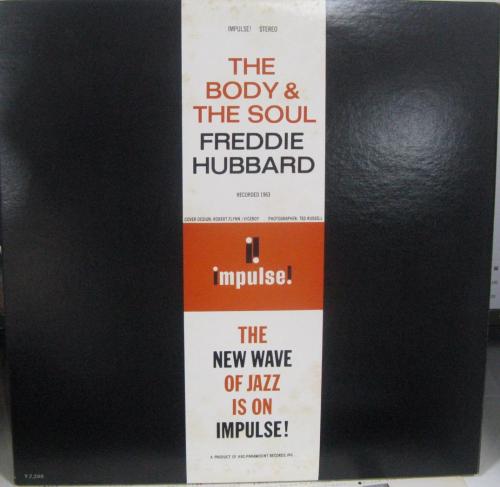 IMPULSE! STEREO
THE
BODY &
THE SOUL
FREDDIE
HUBBARD
RECORDED 1963
COVER DESIGN: ROBERT FLYNN / VICEROY PHOTOGRAPHER: TED RUSSELL
i!
impulse!
THE
NEW WAVE
OF JAZZ
IS ON
IMPULSE!
A PRODUCT OF ABC-PARAMOUNT RECORDS, INC.